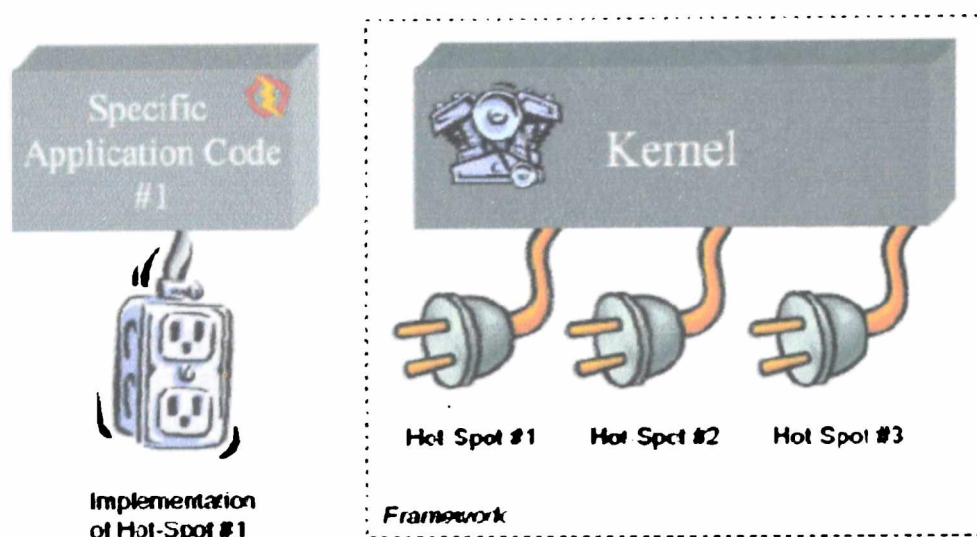 Specific
Application Code
#1
Implementation
of Hot-Spot #1
Kernel
Hot Spot #1
Hot Spot #2
Hot Spot #3
Framework